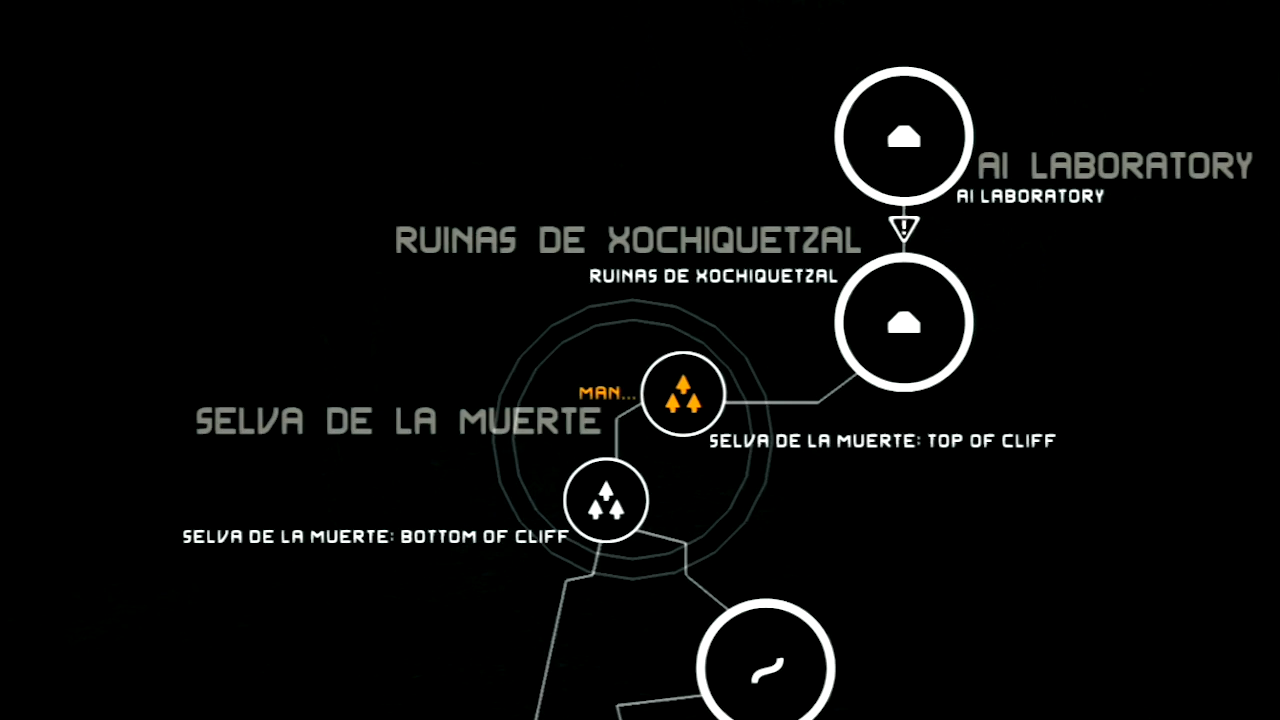 AI LABORATORY
AI LABORATORY
RUINAS DE XOCHIQUETZAL
RUINAS DE XOCHIQUETZAL
MAN...
SELVA DE LA MUERTE
SELVA DE LA MUERTE: TOP OF CLIFF
SELVA DE LA MUERTE: BOTTOM OF CLIFF